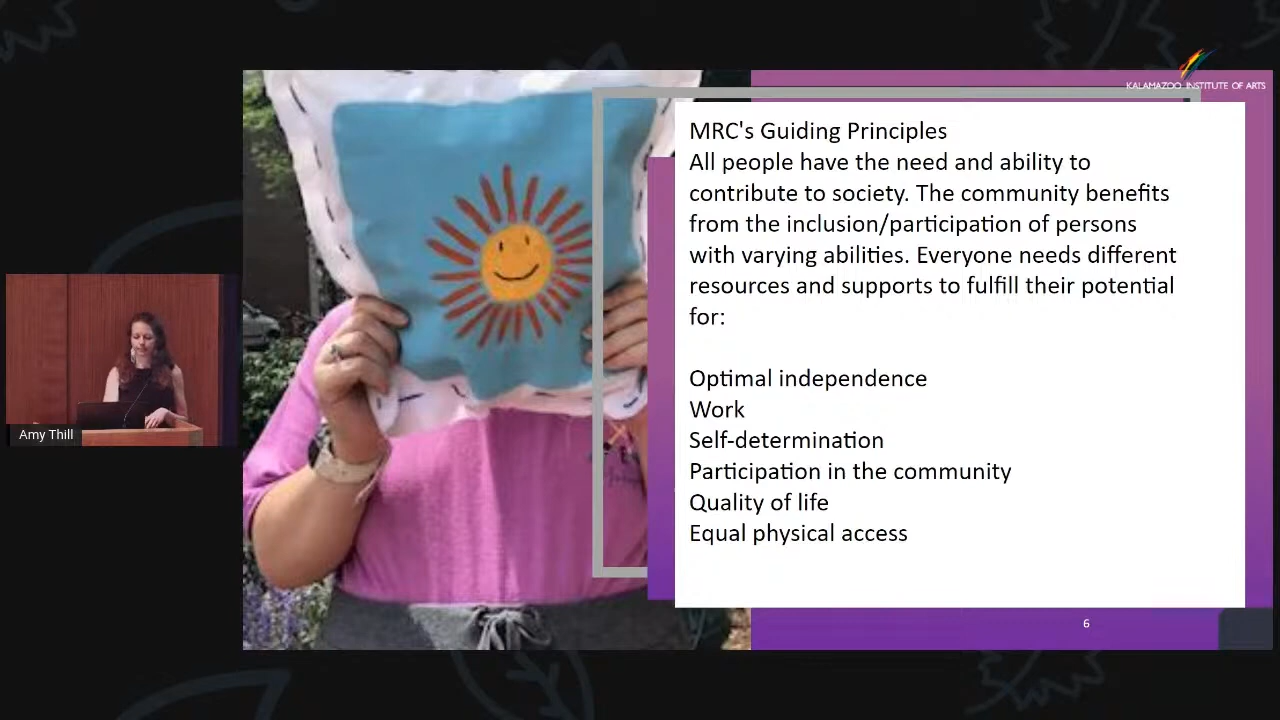 KALAMAZOO INSTITUTE OF ARTS
MRC's Guiding Principles
All people have the need and ability to
contribute to society. The community benefits
from the inclusion/participation of persons
with varying abilities. Everyone needs different
resources and supports to fulfill their potential
for:
Optimal independence
Work
Self-determination
Participation in the community
Quality of life
Equal physical access
Amy Thill
6